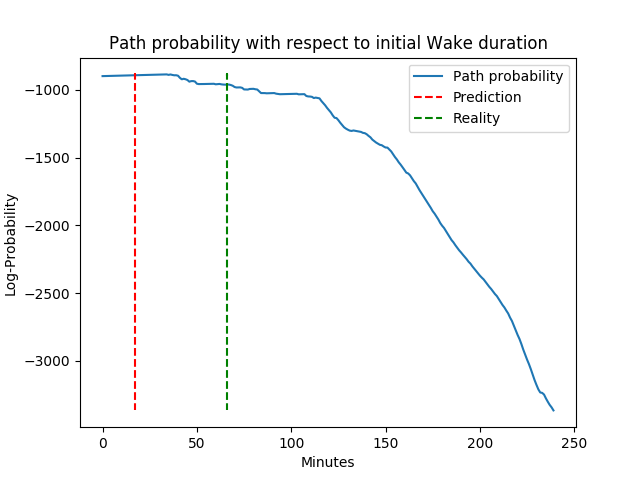 Path probability with respect to initial Wake duration
Path probability
Prediction
Reality
−1000
−1500
−2000
−2500
−3000
Log-Probability
0 50 100 150 200 250
Minutes